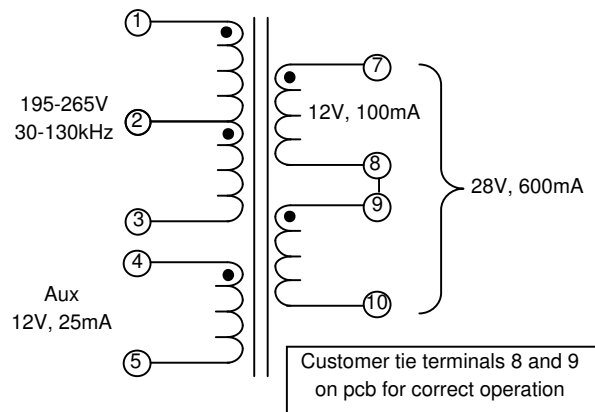 1
195-265V
30-130kHz
2
3
4
Aux
12V, 25mA
5
7
12V, 100mA
8
9
10
28V, 600mA
Customer tie terminals 8 and 9
on pcb for correct operation